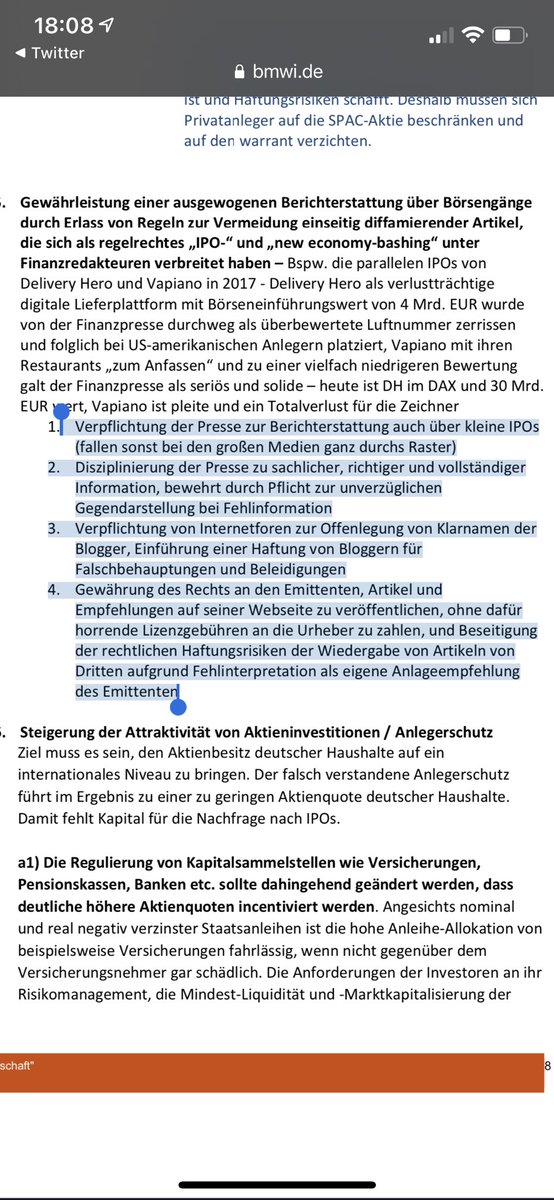 18:08
◀ Twitter
bmwi.de
ist und Haftungsrisiken schafft. Deshalb müssen sich
Privatanleger auf die SPAC-Aktie beschränken und
auf den warrant verzichten.
. Gewährleistung einer ausgewogenen Berichterstattung über Börsengänge
durch Erlass von Regeln zur Vermeidung einseitig diffamierender Artikel,
die sich als regelrechtes „IPO-“ und „new economy-bashing“ unter
Finanzredakteuren verbreitet haben – Bspw. die parallelen IPOs von
Delivery Hero und Vapiano in 2017 - Delivery Hero als verlustträchtige
digitale Lieferplattform mit Börseneinführungswert von 4 Mrd. EUR wurde
von der Finanzpresse durchweg als überbewertete Luftnummer zerrissen
und folglich bei US-amerikanischen Anlegern platziert, Vapiano mit ihren
Restaurants „zum Anfassen“ und zu einer vielfach niedrigeren Bewertung
galt der Finanzpresse als seriös und solide – heute ist DH im DAX und 30 Mrd.
EUR wert, Vapiano ist pleite und ein Totalverlust für die Zeichner
1. Verpflichtung der Presse zur Berichterstattung auch über kleine IPOs
(fallen sonst bei den großen Medien ganz durchs Raster)
2. Disziplinierung der Presse zu sachlicher, richtiger und vollständiger
Information, bewehrt durch Pflicht zur unverzüglichen
Gegendarstellung bei Fehlinformation
3. Verpflichtung von Internetforen zur Offenlegung von Klarnamen der
Blogger, Einführung einer Haftung von Bloggern für
Falschbehauptungen und Beleidigungen
4. Gewährung des Rechts an den Emittenten, Artikel und
Empfehlungen auf seiner Webseite zu veröffentlichen, ohne dafür
horrende Lizenzgebühren an die Urheber zu zahlen, und Beseitigung
der rechtlichen Haftungsrisiken der Wiedergabe von Artikeln von
Dritten aufgrund Fehlinterpretation als eigene Anlageempfehlung
des Emittenten
. Steigerung der Attraktivität von Aktieninvestitionen / Anlegerschutz
Ziel muss es sein, den Aktienbesitz deutscher Haushalte auf ein
internationales Niveau zu bringen. Der falsch verstandene Anlegerschutz
führt im Ergebnis zu einer zu geringen Aktienquote deutscher Haushalte.
Damit fehlt Kapital für die Nachfrage nach IPOs.
a1) Die Regulierung von Kapitalsammelstellen wie Versicherungen,
Pensionskassen, Banken etc. sollte dahingehend geändert werden, dass
deutliche höhere Aktienquoten incentiviert werden. Angesichts nominal
und real negativ verzinster Staatsanleihen ist die hohe Anleihe-Allokation von
beispielsweise Versicherungen fahrlässig, wenn nicht gegenüber dem
Versicherungsnehmer gar schädlich. Die Anforderungen der Investoren an ihr
Risikomanagement, die Mindest-Liquidität und -Marktkapitalisierung der
schaft"
8